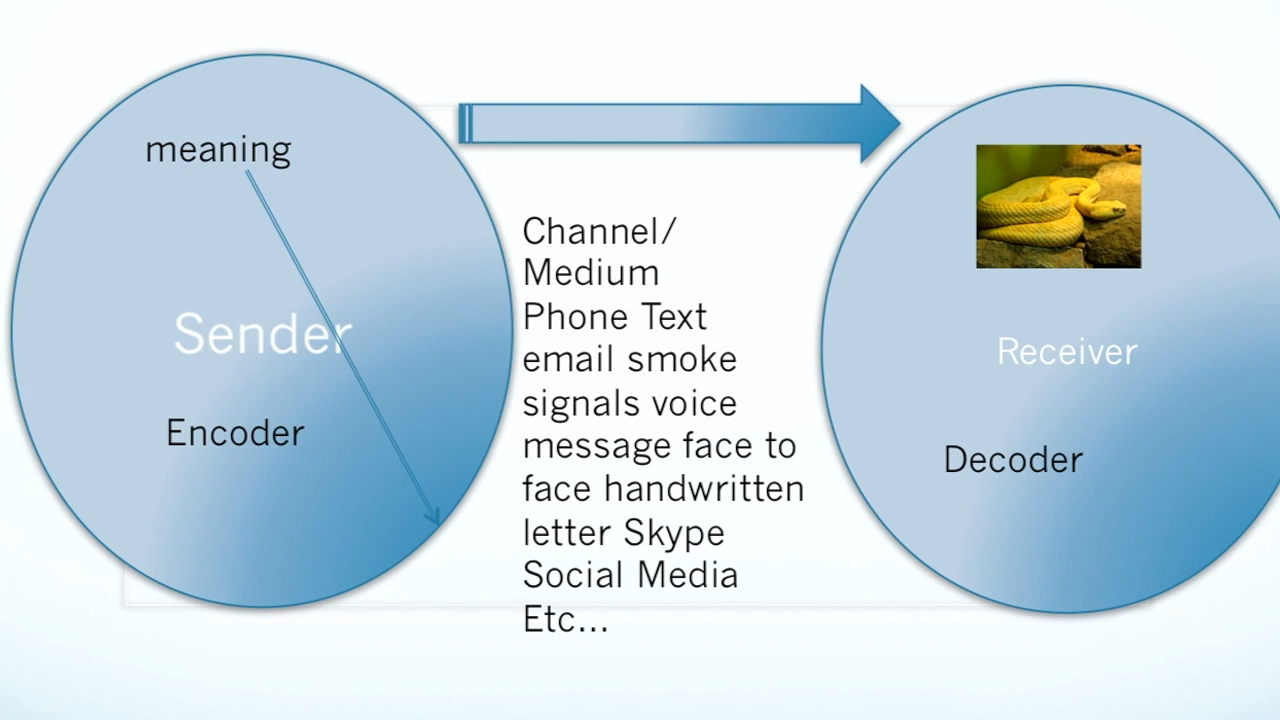 meaning
Sender
Encoder
Channel/
Medium
Phone Text
email smoke
signals voice
message face to
face handwritten
letter Skype
Social Media
Etc...
Receiver
Decoder